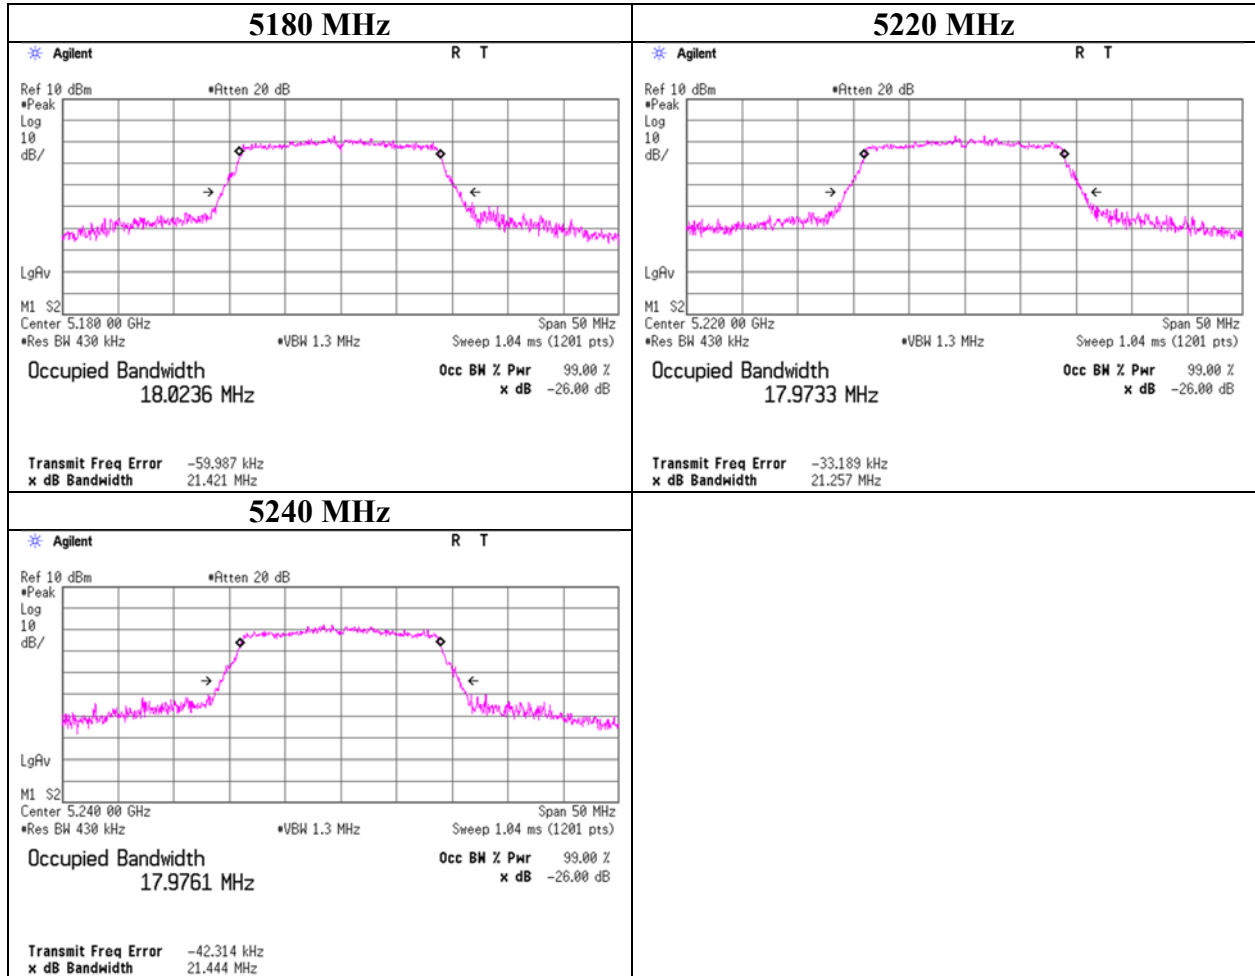 5180 MHz
Agilent R T
Ref 10 dBm *Atten 20 dB
*Peak
Log
10
dB/
LgAv
M1 S2
Center 5.180 00 GHz Span 50 MHz
*Res BW 430 kHz *VBW 1.3 MHz Sweep 1.04 ms (1201 pts)
Occupied Bandwidth Occ BW % Pwr 99.00 %
18.0236 MHz x dB -26.00 dB
Transmit Freq Error -59.987 kHz
x dB Bandwidth 21.421 MHz
5220 MHz
Agilent R T
Ref 10 dBm *Atten 20 dB
*Peak
Log
10
dB/
LgAv
M1 S2
Center 5.220 00 GHz Span 50 MHz
*Res BW 430 kHz *VBW 1.3 MHz Sweep 1.04 ms (1201 pts)
Occupied Bandwidth Occ BW % Pwr 99.00 %
17.9733 MHz x dB -26.00 dB
Transmit Freq Error -33.189 kHz
x dB Bandwidth 21.257 MHz
5240 MHz
Agilent R T
Ref 10 dBm *Atten 20 dB
*Peak
Log
10
dB/
LgAv
M1 S2
Center 5.240 00 GHz Span 50 MHz
*Res BW 430 kHz *VBW 1.3 MHz Sweep 1.04 ms (1201 pts)
Occupied Bandwidth Occ BW % Pwr 99.00 %
17.9761 MHz x dB -26.00 dB
Transmit Freq Error -42.314 kHz
x dB Bandwidth 21.444 MHz